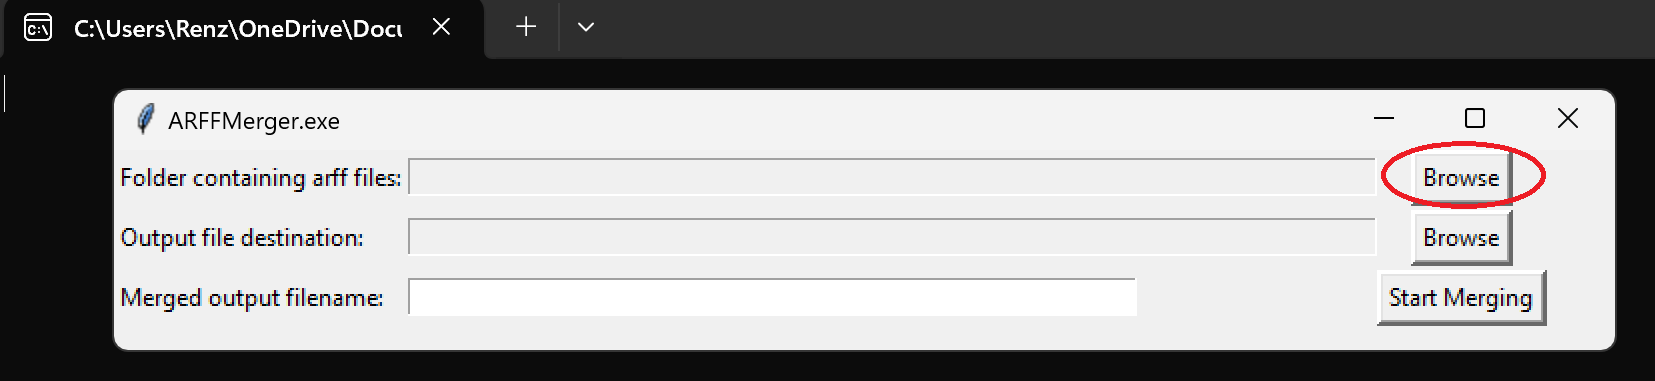 C:\Users\Renz\OneDrive\Docu
ARFFMerger.exe
Folder containing arff files: Browse
Output file destination: Browse
Merged output filename: Start Merging